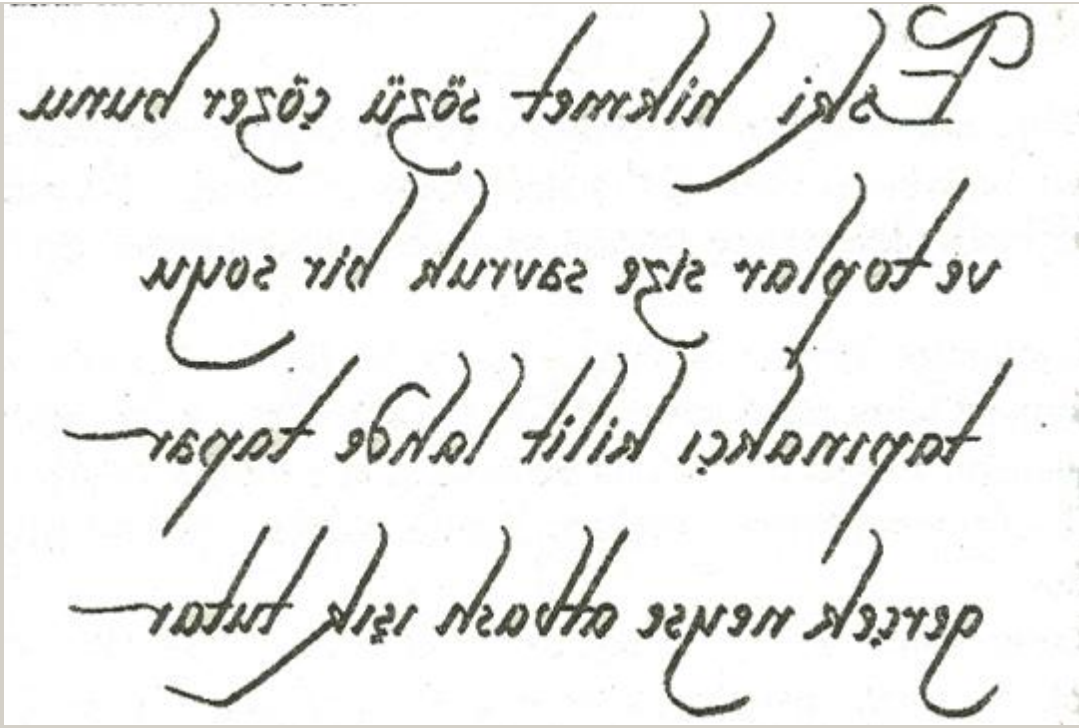 Eski hikmet sözü çözer bunu
ve toplar size savruk bir soyu
tapınakçı kilit lahde tapar
gerçek neyse atbash ışık tutar